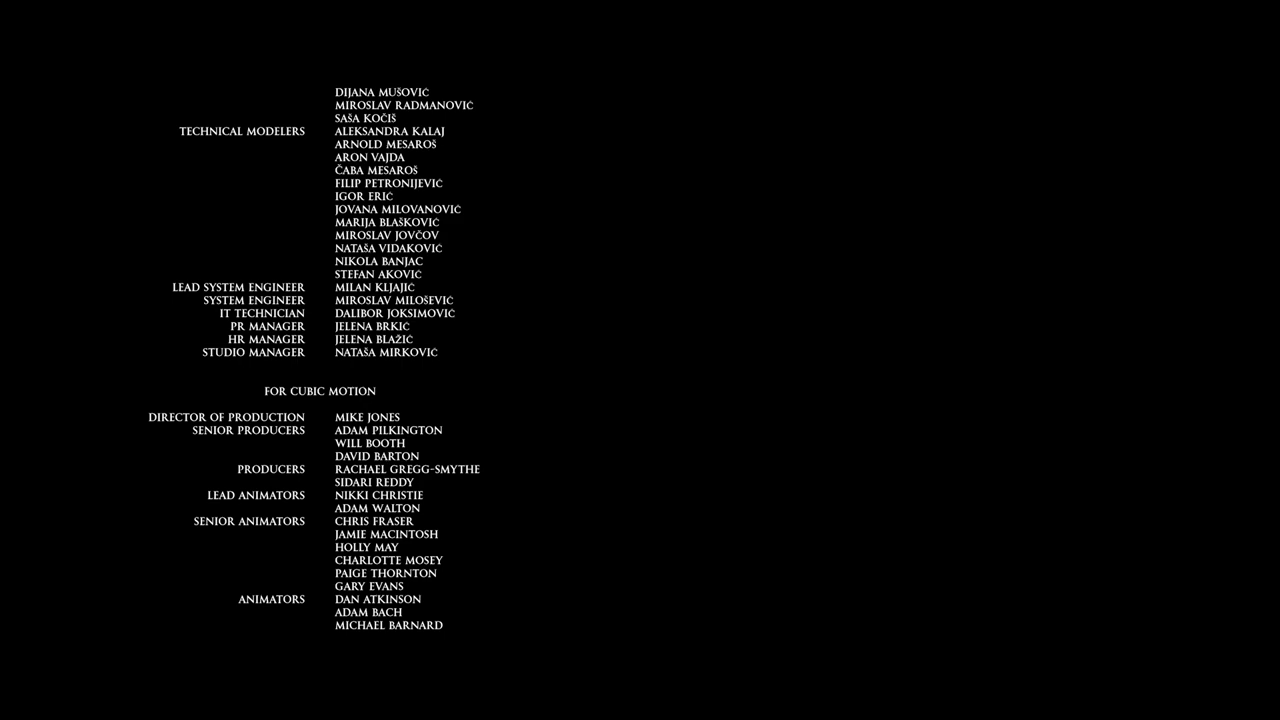 DIJANA MUŠOVIĆ
MIROSLAV RADMANOVIĆ
SAŠA KOČIŠ
TECHNICAL MODELERS ALEKSANDRA KALAJ
ARNOLD MESAROŠ
ARON VAJDA
ČABA MESAROŠ
FILIP PETRONIJEVIĆ
IGOR ERIĆ
JOVANA MILOVANOVIĆ
MARIJA BLAŠKOVIĆ
MIROSLAV JOVČOV
NATAŠA VIDAKOVIĆ
NIKOLA BANJAC
STEFAN AKOVIĆ
LEAD SYSTEM ENGINEER MILAN KLJAJIĆ
SYSTEM ENGINEER MIROSLAV MILOŠEVIĆ
IT TECHNICIAN DALIBOR JOKSIMOVIĆ
PR MANAGER JELENA BRKIĆ
HR MANAGER JELENA BLAŽIĆ
STUDIO MANAGER NATAŠA MIRKOVIĆ
FOR CUBIC MOTION
DIRECTOR OF PRODUCTION MIKE JONES
SENIOR PRODUCERS ADAM PILKINGTON
WILL BOOTH
DAVID BARTON
PRODUCERS RACHAEL GREGG-SMYTHE
SIDARI REDDY
LEAD ANIMATORS NIKKI CHRISTIE
ADAM WALTON
SENIOR ANIMATORS CHRIS FRASER
JAMIE MACINTOSH
HOLLY MAY
CHARLOTTE MOSEY
PAIGE THORNTON
GARY EVANS
ANIMATORS DAN ATKINSON
ADAM BACH
MICHAEL BARNARD